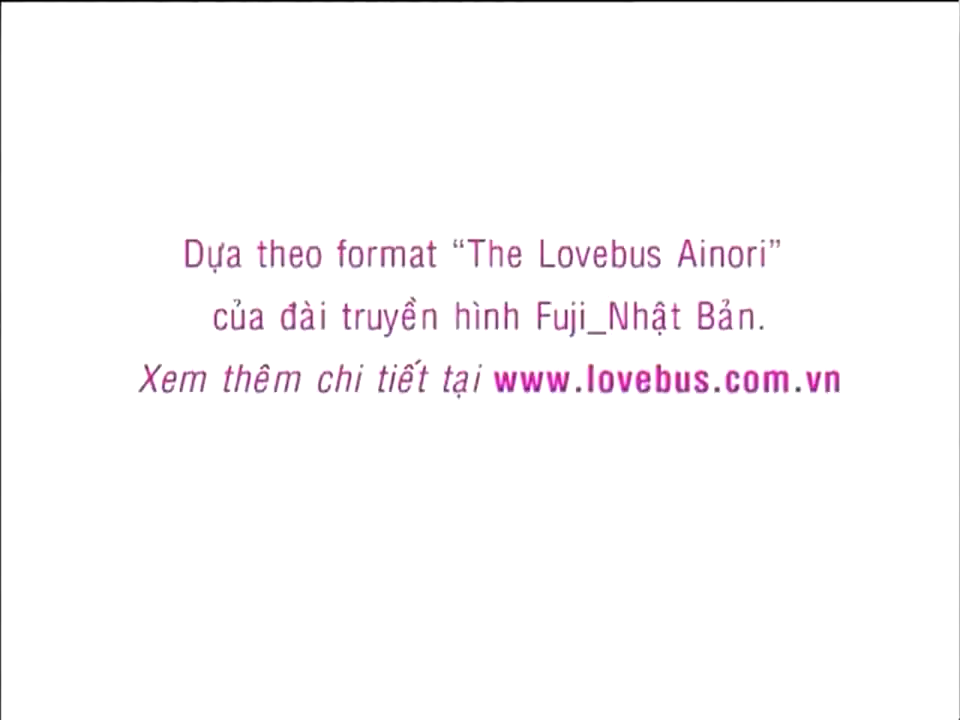 Dựa theo format “The Lovebus Ainori”
của đài truyền hình Fuji_Nhật Bản.
Xem thêm chi tiết tại www.lovebus.com.vn